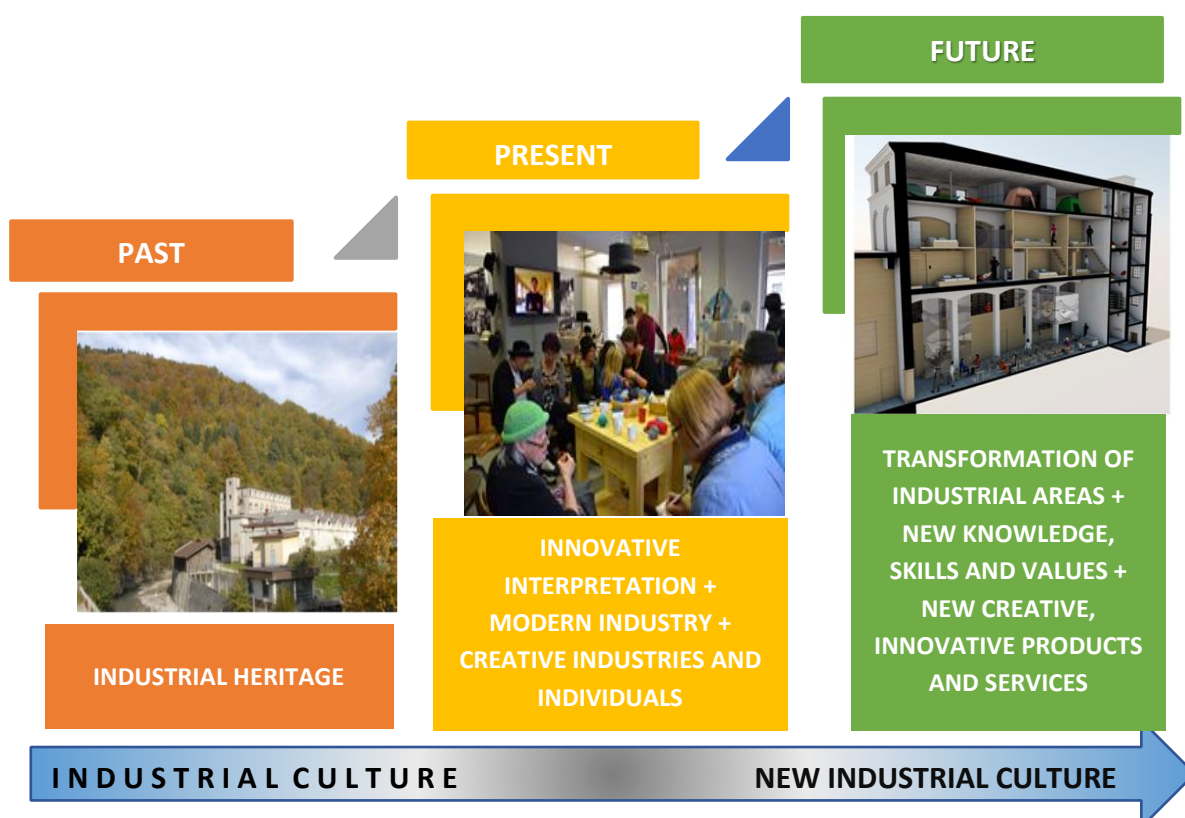 FUTURE
PRESENT
PAST
INDUSTRIAL HERITAGE
INNOVATIVE
INTERPRETATION +
MODERN INDUSTRY +
CREATIVE INDUSTRIES AND
INDIVIDUALS
TRANSFORMATION OF
INDUSTRIAL AREAS +
NEW KNOWLEDGE,
SKILLS AND VALUES +
NEW CREATIVE,
INNOVATIVE PRODUCTS
AND SERVICES
INDUSTRIAL CULTURE
NEW INDUSTRIAL CULTURE